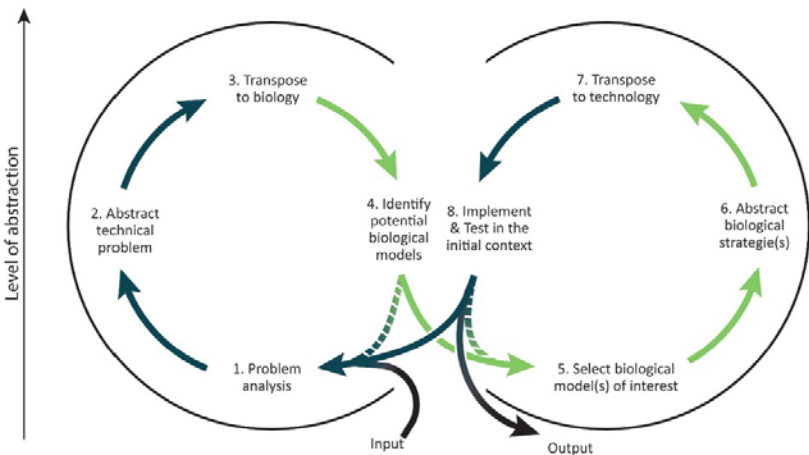 Level of abstraction
3. Transpose
to biology
7. Transpose
to technology
2. Abstract
technical
problem
4. Identify
potential
biological
models
8. Implement
& Test in the
initial context
6. Abstract
biological
strategie(s)
1. Problem
analysis
5. Select biological
model(s) of interest
Input
Output